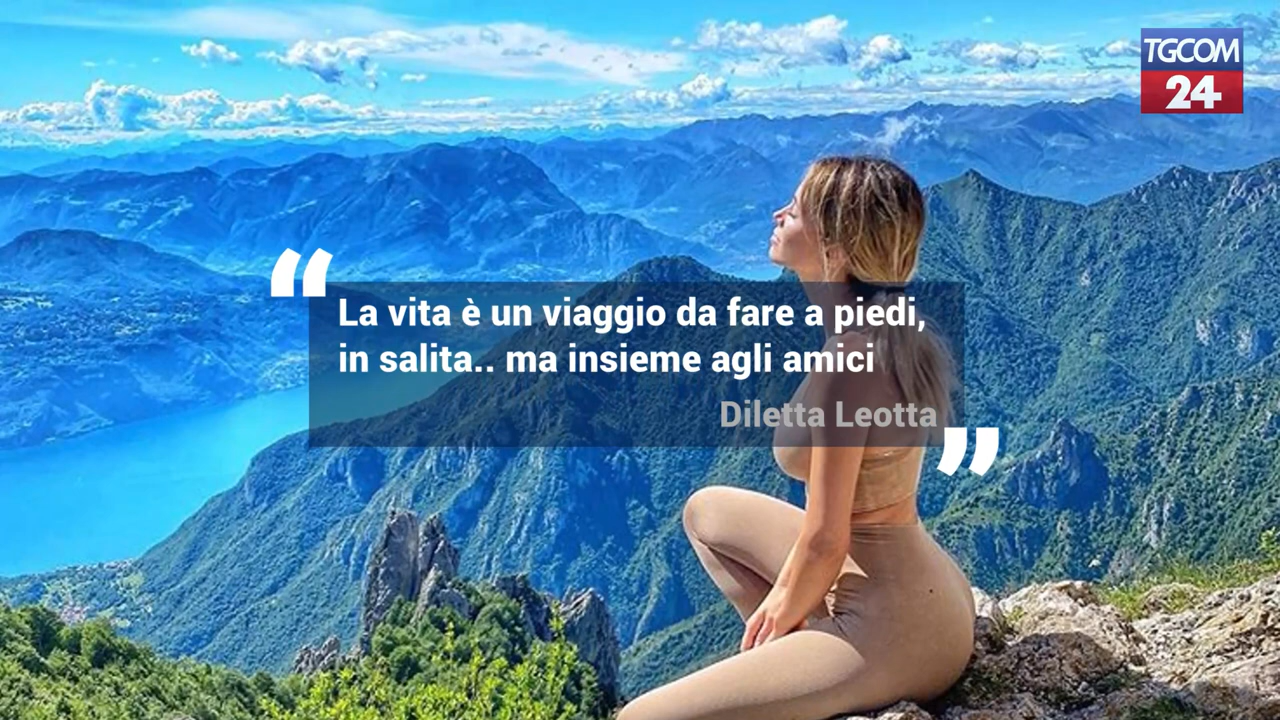 TGCOM
24
“
La vita è un viaggio da fare a piedi,
in salita.. ma insieme agli amici
Diletta Leotta
”